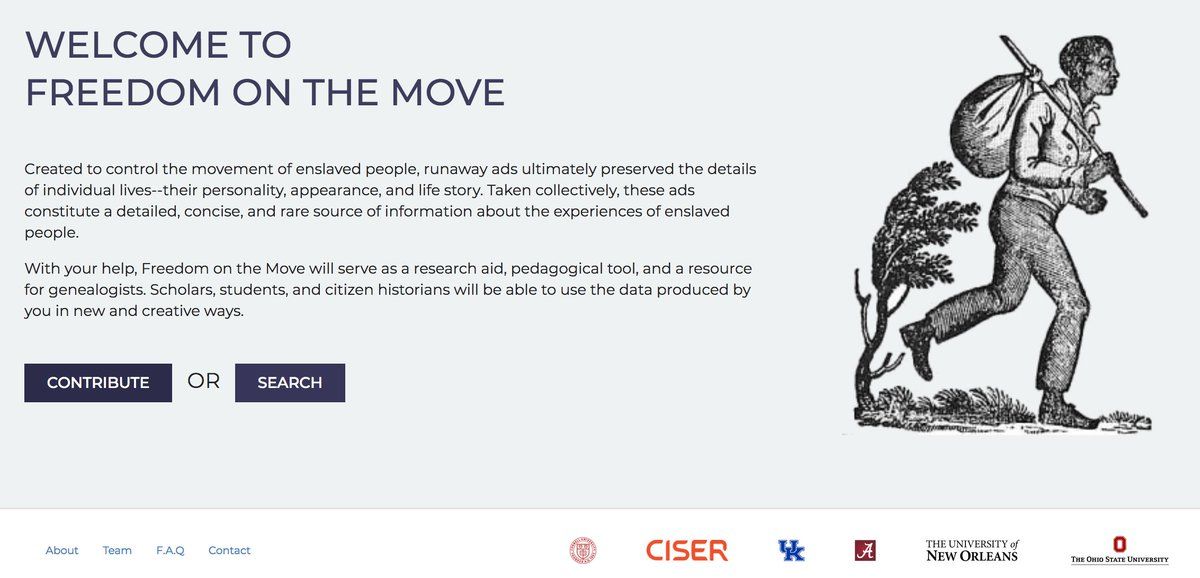 WELCOME TO
FREEDOM ON THE MOVE
Created to control the movement of enslaved people, runaway ads ultimately preserved the details
of individual lives--their personality, appearance, and life story. Taken collectively, these ads
constitute a detailed, concise, and rare source of information about the experiences of enslaved
people.
With your help, Freedom on the Move will serve as a research aid, pedagogical tool, and a resource
for genealogists. Scholars, students, and citizen historians will be able to use the data produced by
you in new and creative ways.
CONTRIBUTE OR SEARCH
About Team F.A.Q Contact
CISER
UK
A
THE UNIVERSITY of
NEW ORLEANS
O
THE OHIO STATE UNIVERSITY